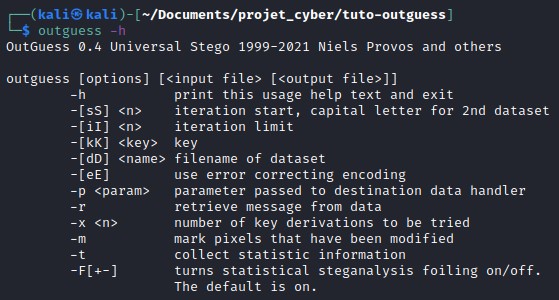 ┌──(kali㉿kali)-[~/Documents/projet_cyber/tuto-outguess]
└─$ outguess -h
OutGuess 0.4 Universal Stego 1999-2021 Niels Provos and others

outguess [options] [<input file> [<output file>]]
        -h           print this usage help text and exit
        -[sS] <n>    iteration start, capital letter for 2nd dataset
        -[iI] <n>    iteration limit
        -[kK] <key>  key
        -[dD] <name> filename of dataset
        -[eE]        use error correcting encoding
        -p <param>   parameter passed to destination data handler
        -r           retrieve message from data
        -x <n>       number of key derivations to be tried
        -m           mark pixels that have been modified
        -t           collect statistic information
        -F[+-]       turns statistical steganalysis foiling on/off.
                     The default is on.